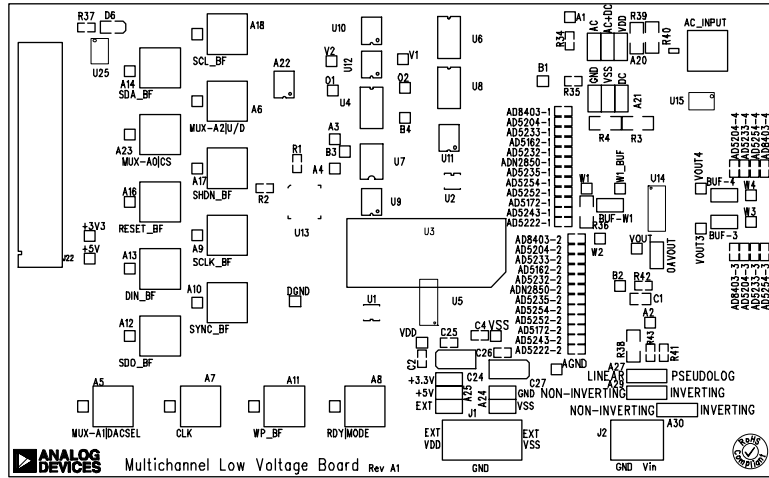 R37
D6
A18
U10
U6
A1
AC
AC+DC
VDD
R39
AC_INPUT
R34
R40
U25
SCL_BF
A22
V2
V1
U12
A20
A14
SDA_BF
O1
O2
B1
GND
VSS
DC
R35
U8
U4
A6
U15
A21
MUX-A2|U/D
B4
AD8403-1
AD5204-1
AD5233-1
AD5162-1
AD5232-1
ADN2850-1
AD5235-1
AD5254-1
AD5252-1
AD5172-1
AD5243-1
AD5222-1
R4
R3
A23
MUX-A0|CS
R1
A3
B3
A4
U11
AD5204-4
AD5233-4
AD5254-4
AD8403-4
A17
SHDN_BF
R2
U7
U2
W1
W1_BUF
U14
VOUT4
BUF-4
W4
A16
RESET_BF
U13
U9
BUF-W1
R36
W2
BUF-3
W3
VOUT3
+3V3
+5V
J22
A9
SCLK_BF
U3
AD8403-2
AD5204-2
AD5233-2
AD5162-2
AD5232-2
ADN2850-2
AD5235-2
AD5254-2
AD5252-2
AD5172-2
AD5243-2
AD5222-2
VOUT
OAVOUT
AD8403-3
AD5204-3
AD5233-3
AD5254-3
A13
DIN_BF
A10
SYNC_BF
DGND
U1
U5
B2
R42
C1
A2
A12
SDO_BF
VDD
C25
C4
VSS
C2
C26
R38
R43
R41
AGND
A5
MUX-A1|DACSEL
A7
CLK
A11
WP_BF
A8
RDY|MODE
+3.3V
+5V
EXT
C24
A25
C27
A24
GND
VSS
A27
LINEAR
PSEUDOLOG
A29
NON-INVERTING
INVERTING
NON-INVERTING
INVERTING
A30
J1
EXT
VDD
EXT
VSS
GND
J2
GND Vin
ANALOG
DEVICES
Multichannel Low Voltage Board Rev A1
RoHS
Compliant